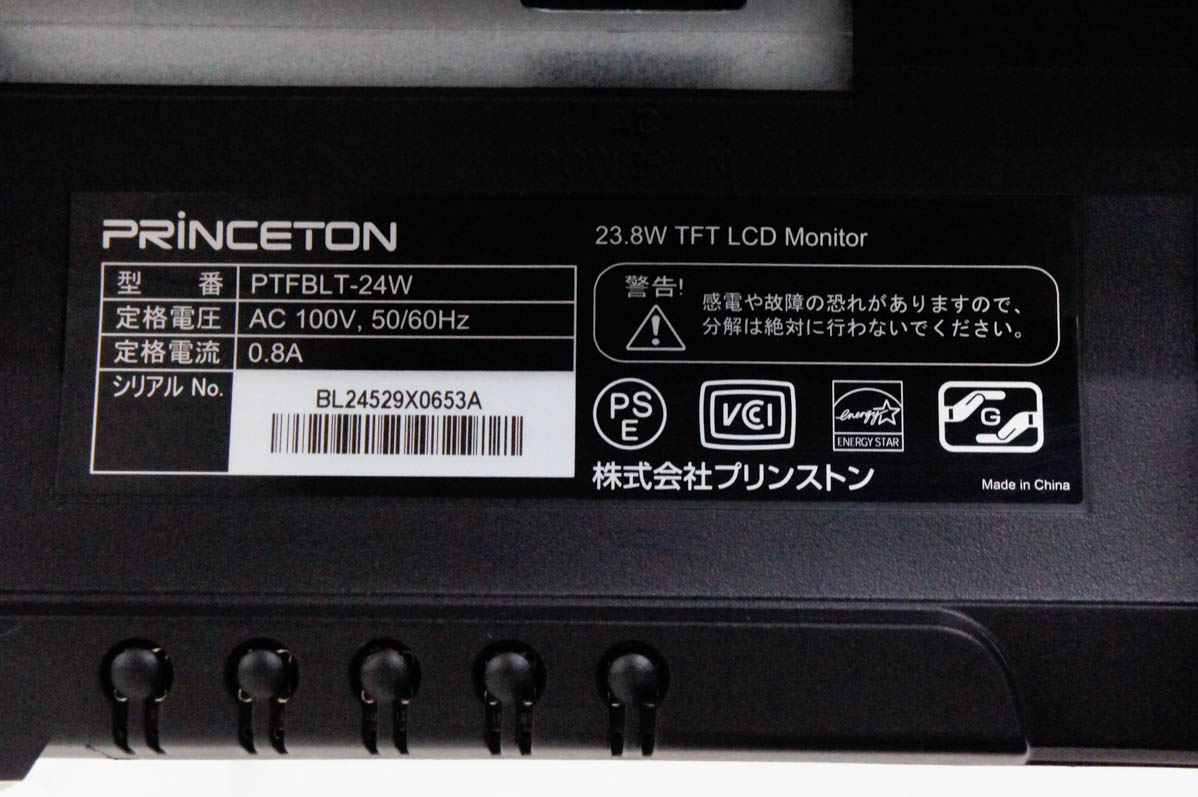 AC
POWER IN
PRINCETON
型 番 PTFBLT-24W
定格電圧 AC 100V, 50/60Hz
定格電流 0.8A
シリアル No. BL24529X0653A
23.8W TFT LCD Monitor
警告!
感電や故障の恐れがありますので、
分解は絶対に行わないでください。
PS
E
VCCI
energy
ENERGY STAR
G
株式会社プリンストン
Made in China